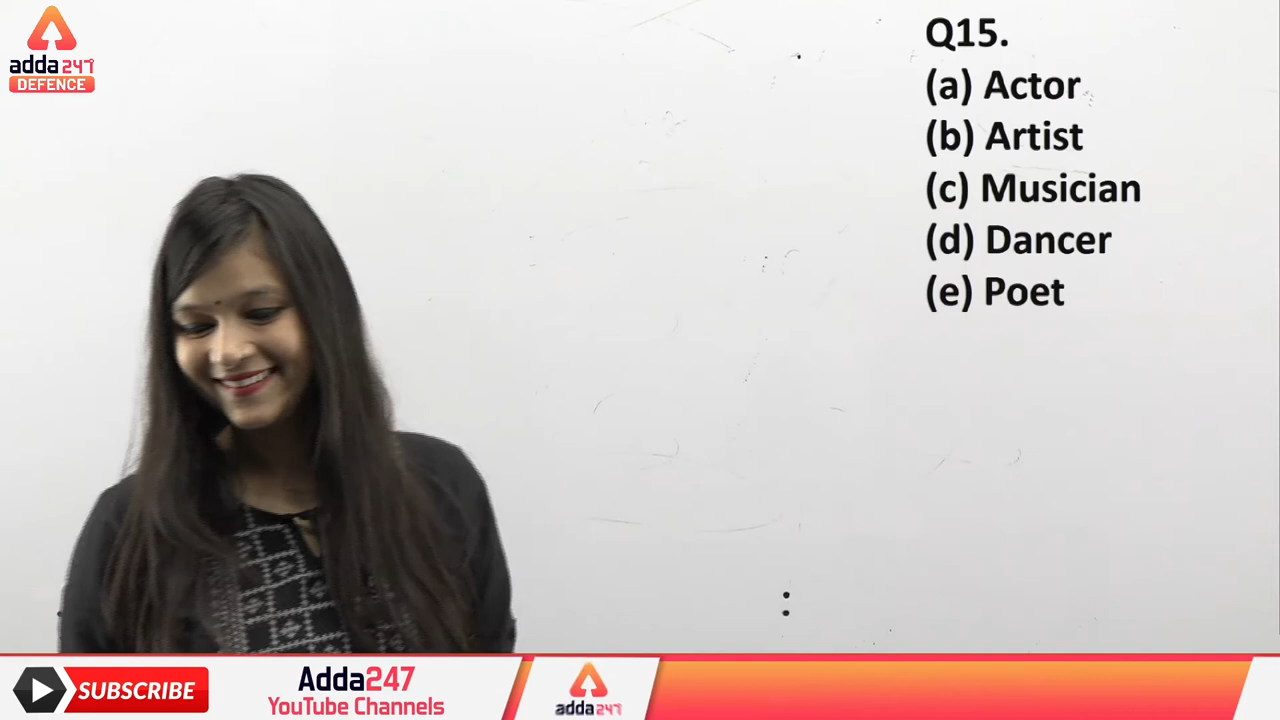 adda247
DEFENCE
Q15.
(a) Actor
(b) Artist
(c) Musician
(d) Dancer
(e) Poet
SUBSCRIBE
Adda247
YouTube Channels
adda247